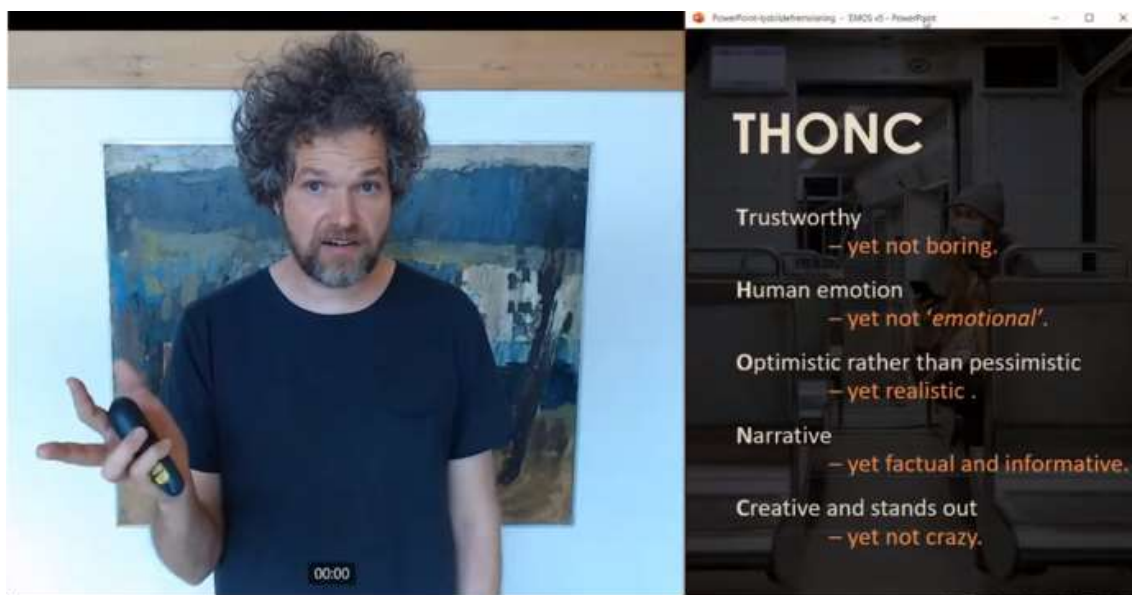 PowerPoint-lysbildefremvisning - EMOS v5 - PowerPoint
THONC
Trustworthy
– yet not boring.
Human emotion
– yet not ‘emotional’.
Optimistic rather than pessimistic
– yet realistic .
Narrative
– yet factual and informative.
Creative and stands out
– yet not crazy.
00:00